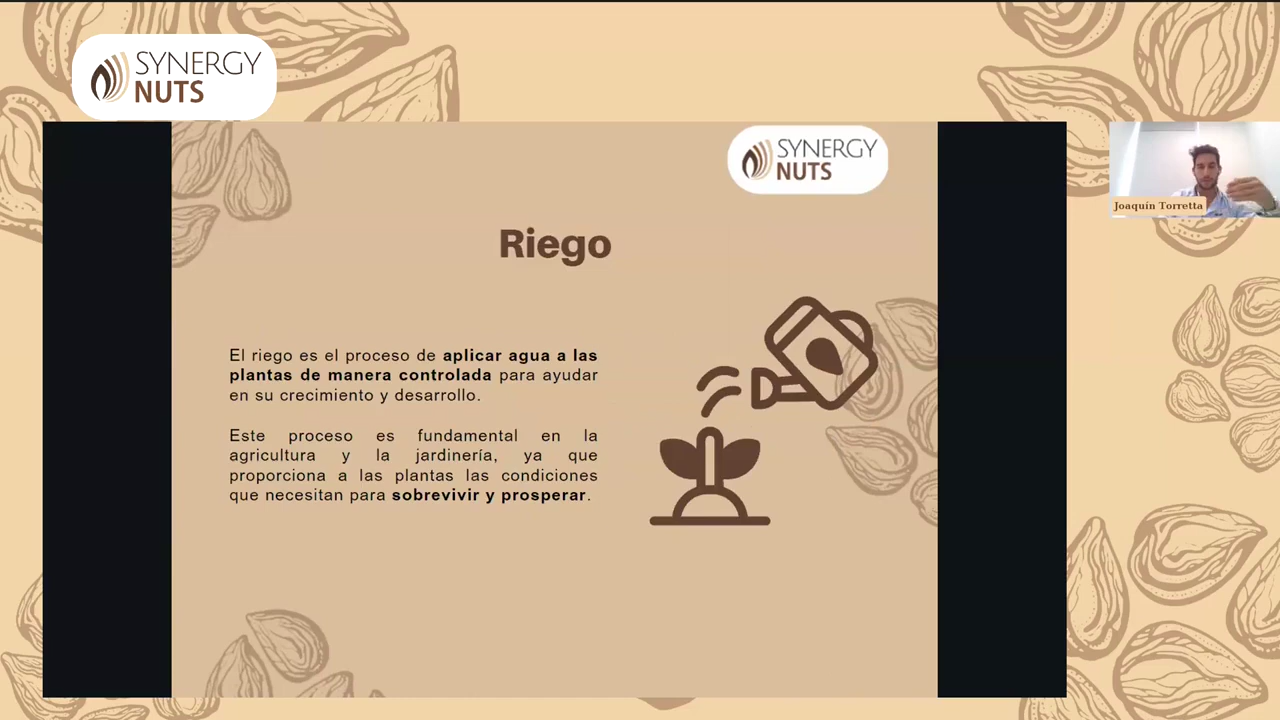 SYNERGY
NUTS
SYNERGY
NUTS
Joaquín Torretta
Riego
El riego es el proceso de aplicar agua a las
plantas de manera controlada para ayudar
en su crecimiento y desarrollo.
Este proceso es fundamental en la
agricultura y la jardinería, ya que
proporciona a las plantas las condiciones
que necesitan para sobrevivir y prosperar.